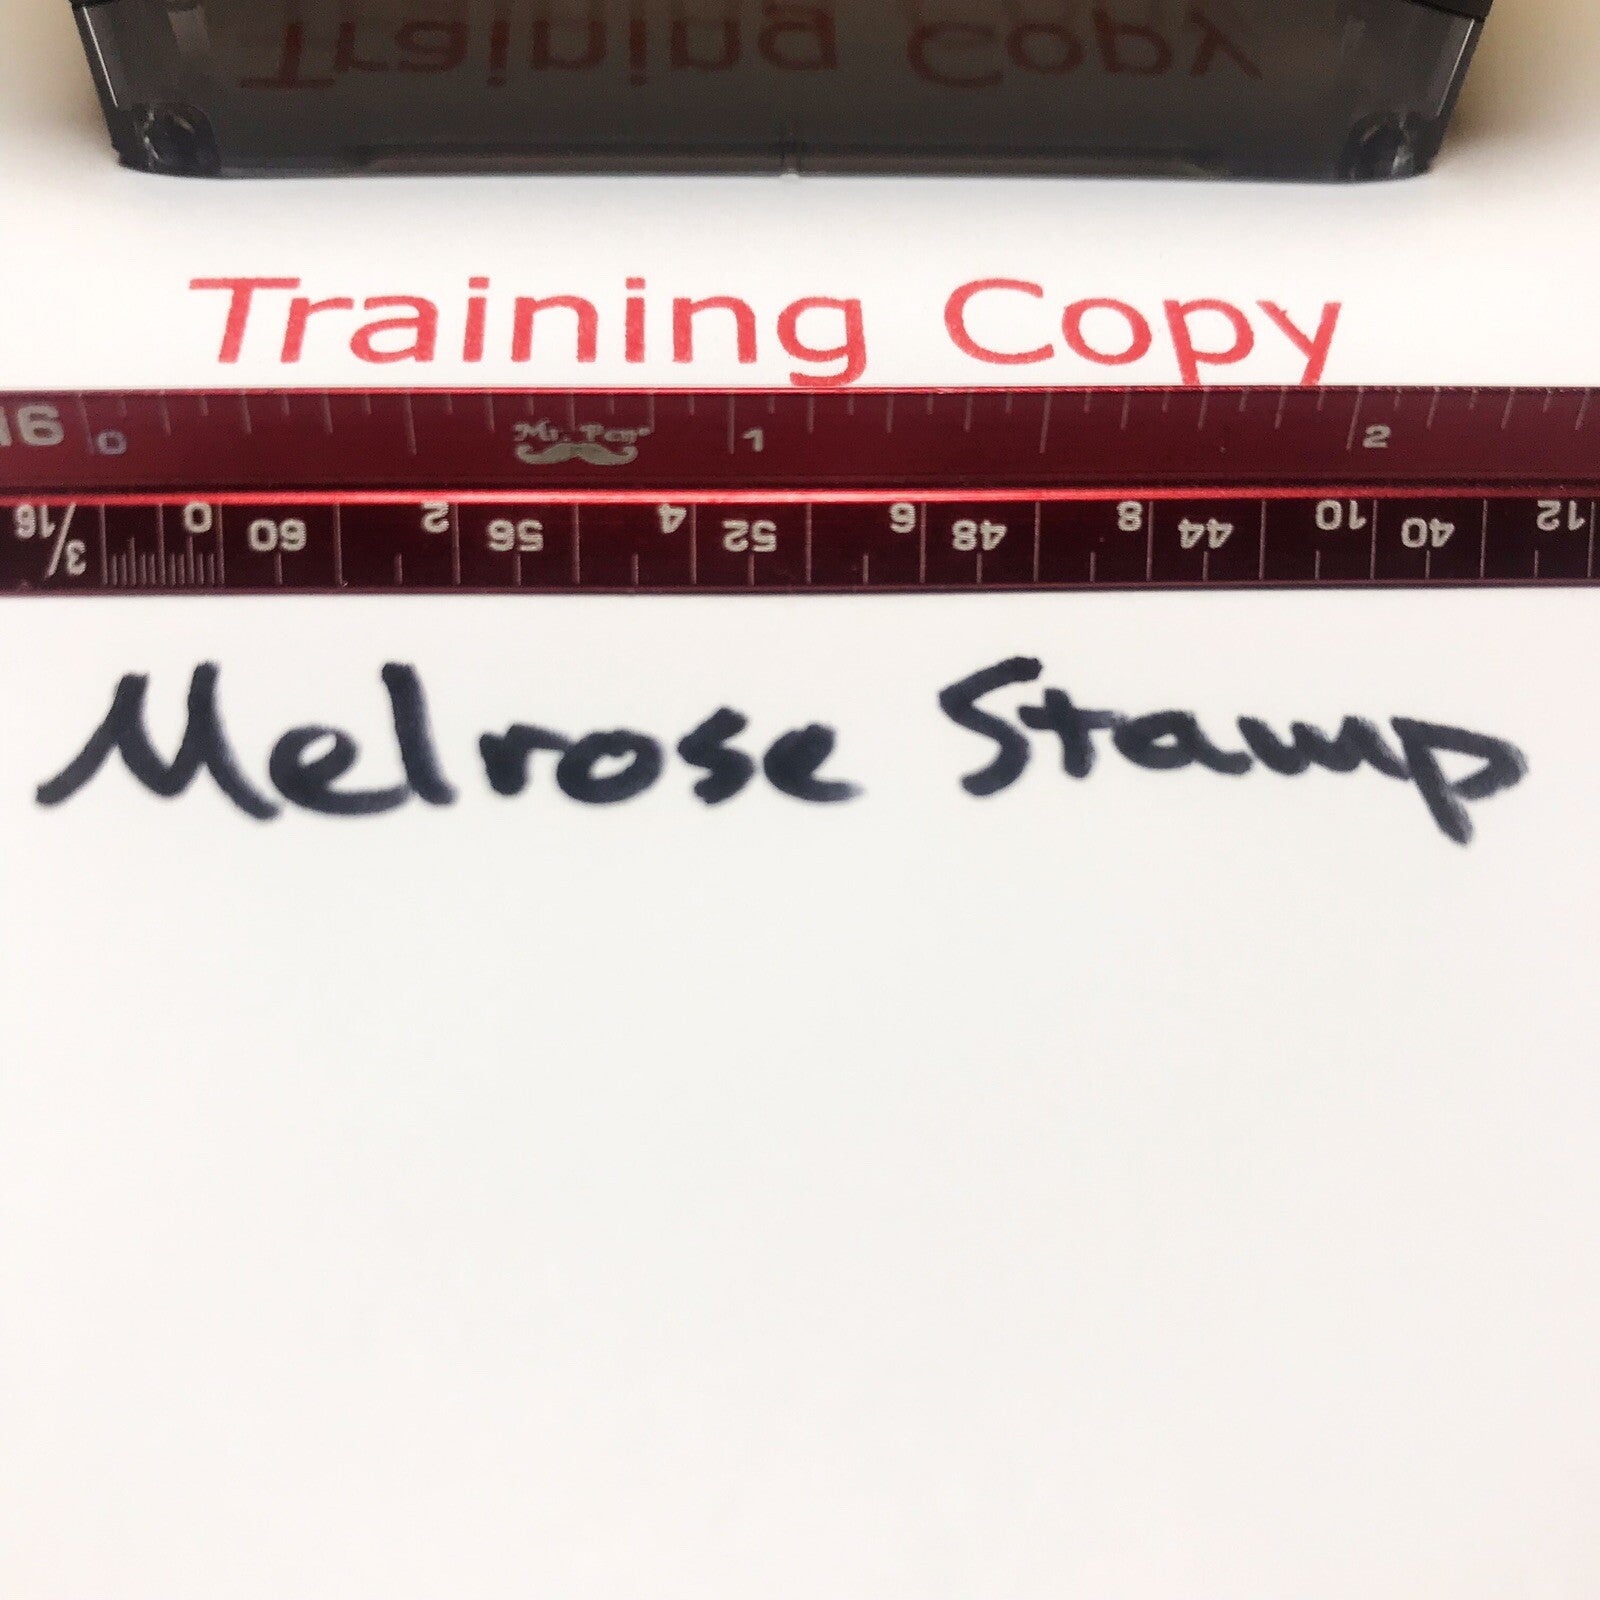 Training Copy
Training Copy
16 0 Mr. Pen 1 2
3/16 0 60 2 56 4 52 6 48 8 44 10 40 12
Melrose Stamp